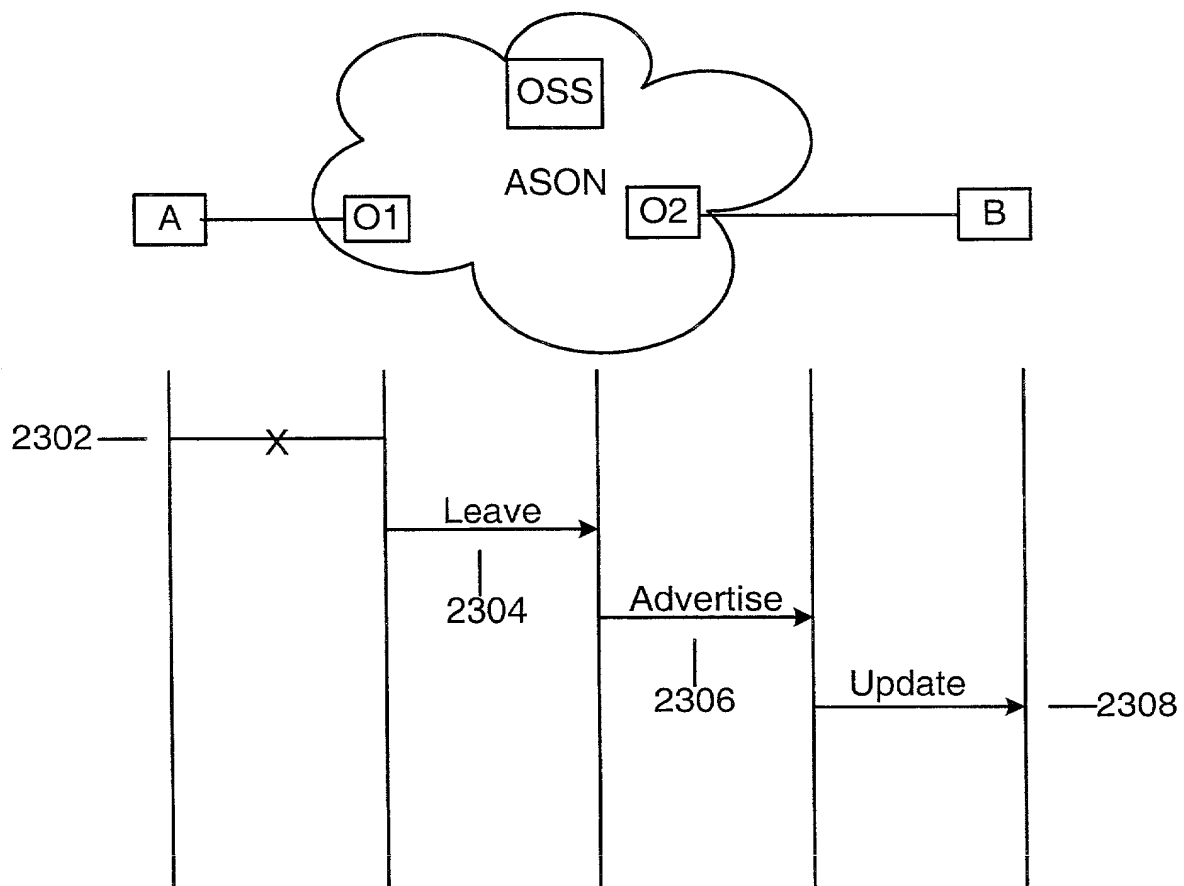 OSS
ASON
A
O1
O2
B
2302
X
Leave
2304
Advertise
2306
Update
2308